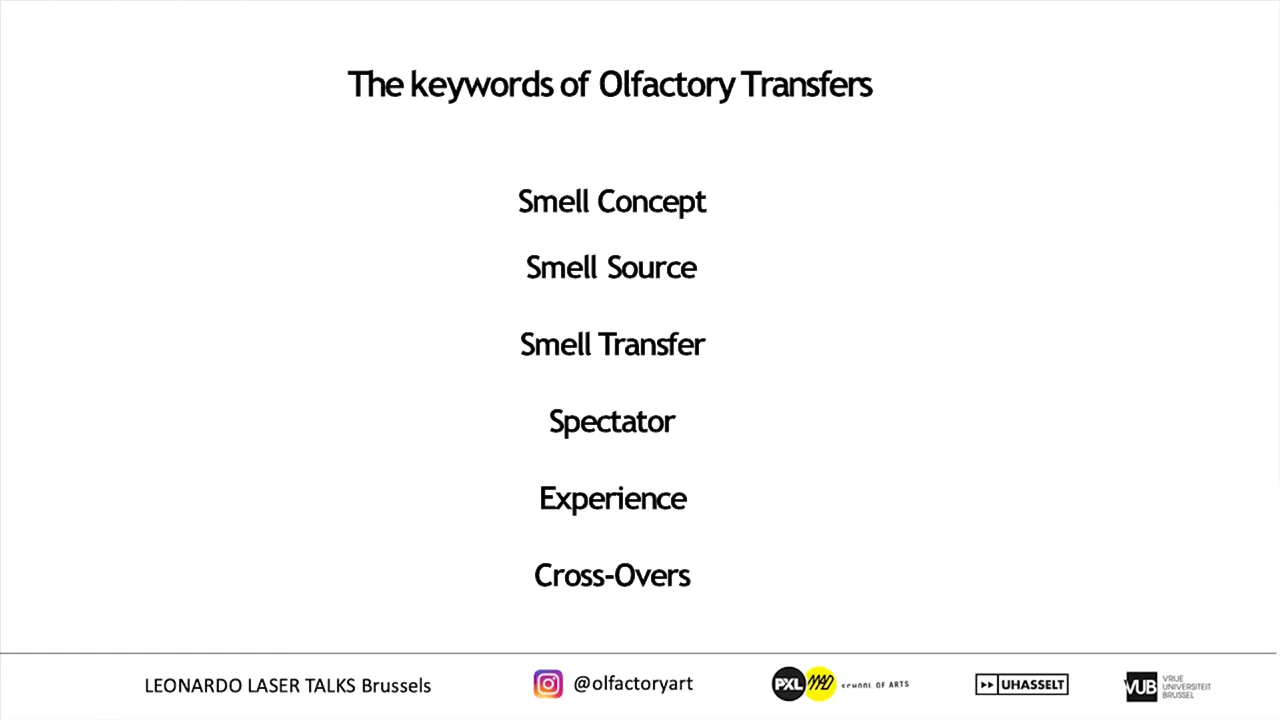 The keywords of Olfactory Transfers
Smell Concept
Smell Source
Smell Transfer
Spectator
Experience
Cross-Overs
LEONARDO LASER TALKS Brussels
@olfactoryart
PXL MAD SCHOOL OF ARTS
UHASSELT
VUB VRIJE
UNIVERSITEIT
BRUSSEL